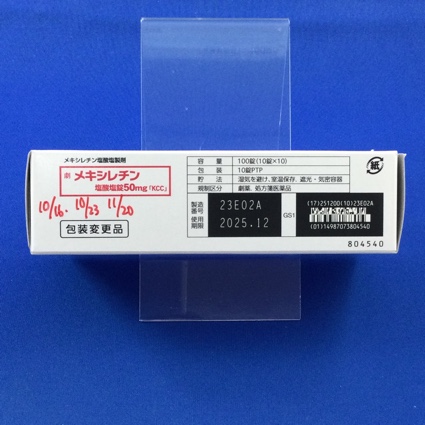 メキシレチン塩酸塩製剤
劇 メキシレチン
塩酸塩錠50mg「KCC」
10/16. 10/23 11/20
包装変更品
容量 100錠(10錠×10)
包装 10錠PTP
貯法 湿気を避け、室温保存、遮光・気密容器
規制区分 劇薬、処方箋医薬品
製造番号 23E02A
使用期限 2025.12
GS1
(17)251200(10)23E02A
(01)14987073804540
804540
紙